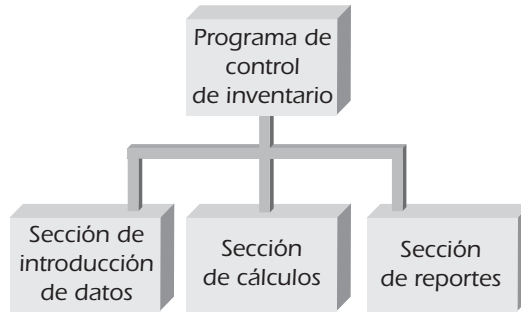 Programa de
control
de inventario
Sección de
introducción
de datos
Sección
de cálculos
Sección
de reportes